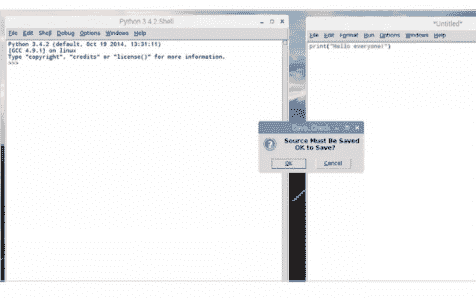 Python 3.4.2 Shell
File Edit Shell Debug Options Windows Help
Python 3.4.2 (default, Oct 19 2014, 13:31:11)
[GCC 4.9.1] on linux
Type "copyright", "credits" or "license()" for more information.
>>>
*Untitled*
File Edit Format Run Options Windows Help
print("Hello everyone!")
Save Check
Source Must Be Saved
OK to Save?
OK Cancel